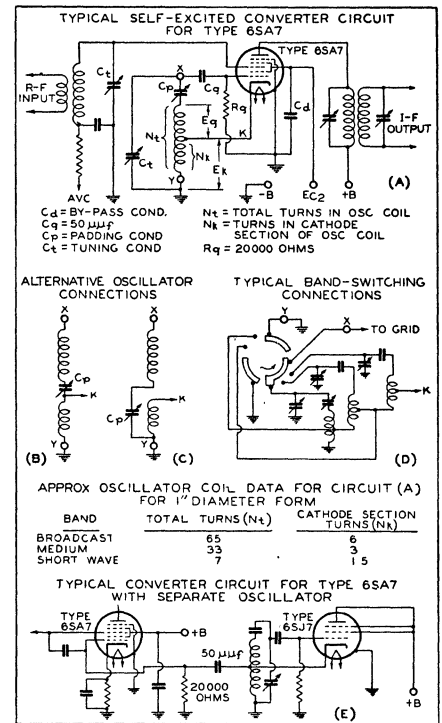 TYPICAL SELF-EXCITED CONVERTER CIRCUIT
FOR TYPE 6SA7
TYPE 6SA7
R-F
INPUT
Ct
X
Cg
Cp
Rg
Eg
Nt
K
Cd
Ct
Nk
Ek
Y
I-F
OUTPUT
AVC
-B
EC2
+B
(A)
Cd = BY-PASS COND.
Cg = 50 μμf
Cp = PADDING COND
Ct = TUNING COND
Nt = TOTAL TURNS IN OSC COIL
Nk = TURNS IN CATHODE
SECTION OF OSC COIL
Rg = 20000 OHMS
ALTERNATIVE OSCILLATOR
CONNECTIONS
X
Cp
K
Y
(B)
X
K
Cp
Y
(C)
TYPICAL BAND-SWITCHING
CONNECTIONS
Y
X
TO GRID
K
(D)
APPROX OSCILLATOR COIL DATA FOR CIRCUIT (A)
FOR 1" DIAMETER FORM
BAND TOTAL TURNS (Nt) CATHODE SECTION
TURNS (Nk)
BROADCAST 65 6
MEDIUM 33 3
SHORT WAVE 7 1 5
TYPICAL CONVERTER CIRCUIT FOR TYPE 6SA7
WITH SEPARATE OSCILLATOR
TYPE
6SA7
+B
50 μμf
20000
OHMS
TYPE
6SJ7
+B
(E)